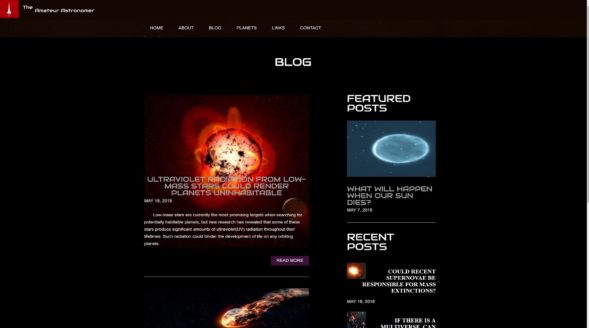 The
Amateur Astronomer
HOME ABOUT BLOG PLANETS LINKS CONTACT
BLOG
ULTRAVIOLET RADIATION FROM LOW-
MASS STARS COULD RENDER
PLANETS UNINHABITABLE
MAY 18, 2018
Low-mass stars are currently the most promising targets when searching for
potentially habitable planets, but new research has revealed that some of these
stars produce significant amounts of ultraviolet(UV) radiation throughout their
lifetimes. Such radiation could hinder the development of life on any orbiting
planets.
READ MORE
FEATURED
POSTS
WHAT WILL HAPPEN
WHEN OUR SUN
DIES?
MAY 7, 2018
RECENT
POSTS
COULD RECENT
SUPERNOVAE BE
RESPONSIBLE FOR MASS
EXTINCTIONS?
MAY 18, 2018
IF THERE IS A
MULTIVERSE, CAN